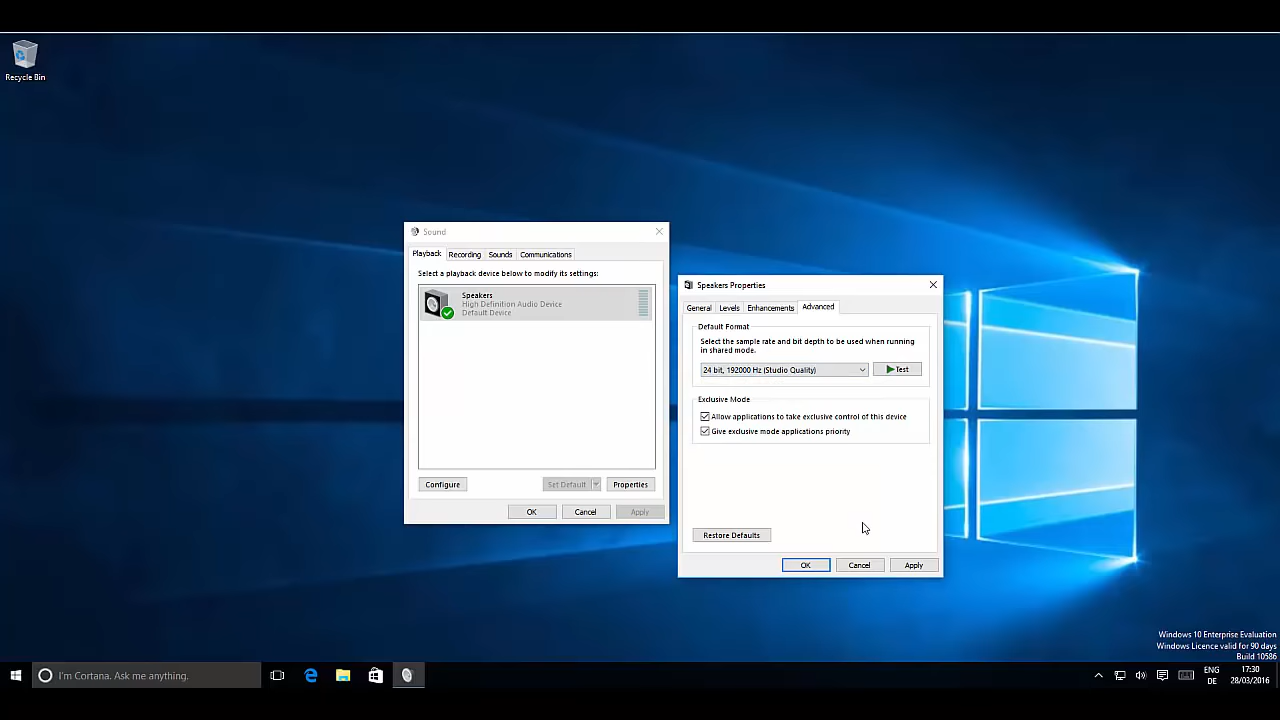 Recycle Bin
Sound
Playback
Recording
Sounds
Communications
Select a playback device below to modify its settings:
Speakers
High Definition Audio Device
Default Device
Configure
Set Default
Properties
OK
Cancel
Apply
Speakers Properties
General
Levels
Enhancements
Advanced
Default Format
Select the sample rate and bit depth to be used when running
in shared mode.
24 bit, 192000 Hz (Studio Quality)
Test
Exclusive Mode
Allow applications to take exclusive control of this device
Give exclusive mode applications priority
Restore Defaults
OK
Cancel
Apply
Windows 10 Enterprise Evaluation
Windows Licence valid for 90 days
Build 10586
I'm Cortana. Ask me anything.
ENG
DE
17:30
28/03/2016